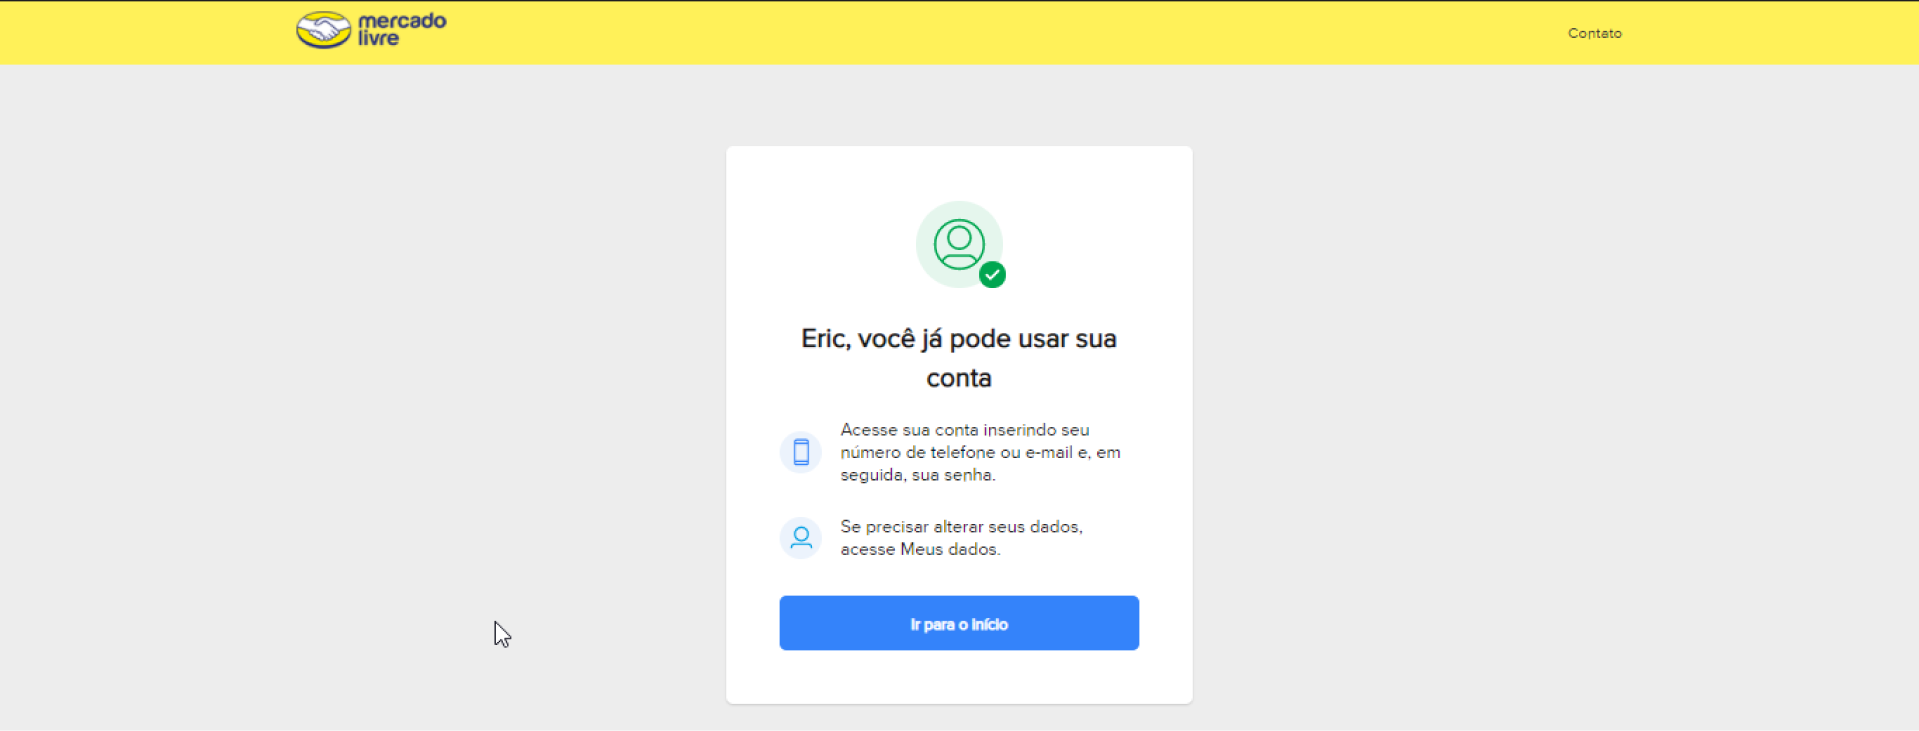 mercado
livre
Contato
Eric, você já pode usar sua
conta
Acesse sua conta inserindo seu
número de telefone ou e-mail e, em
seguida, sua senha.
Se precisar alterar seus dados,
acesse Meus dados.
Ir para o Início